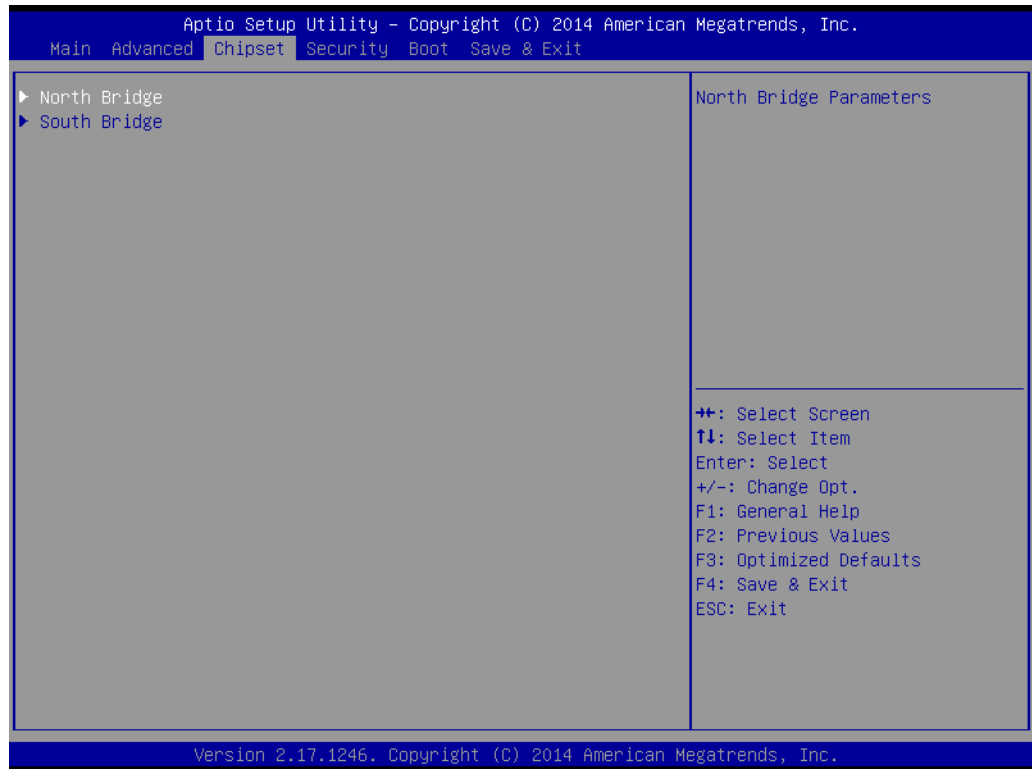 Aptio Setup Utility – Copyright (C) 2014 American Megatrends, Inc.
Main Advanced Chipset Security Boot Save & Exit
▶ North Bridge
▶ South Bridge
North Bridge Parameters
→←: Select Screen
↑↓: Select Item
Enter: Select
+/-: Change Opt.
F1: General Help
F2: Previous Values
F3: Optimized Defaults
F4: Save & Exit
ESC: Exit
Version 2.17.1246. Copyright (C) 2014 American Megatrends, Inc.